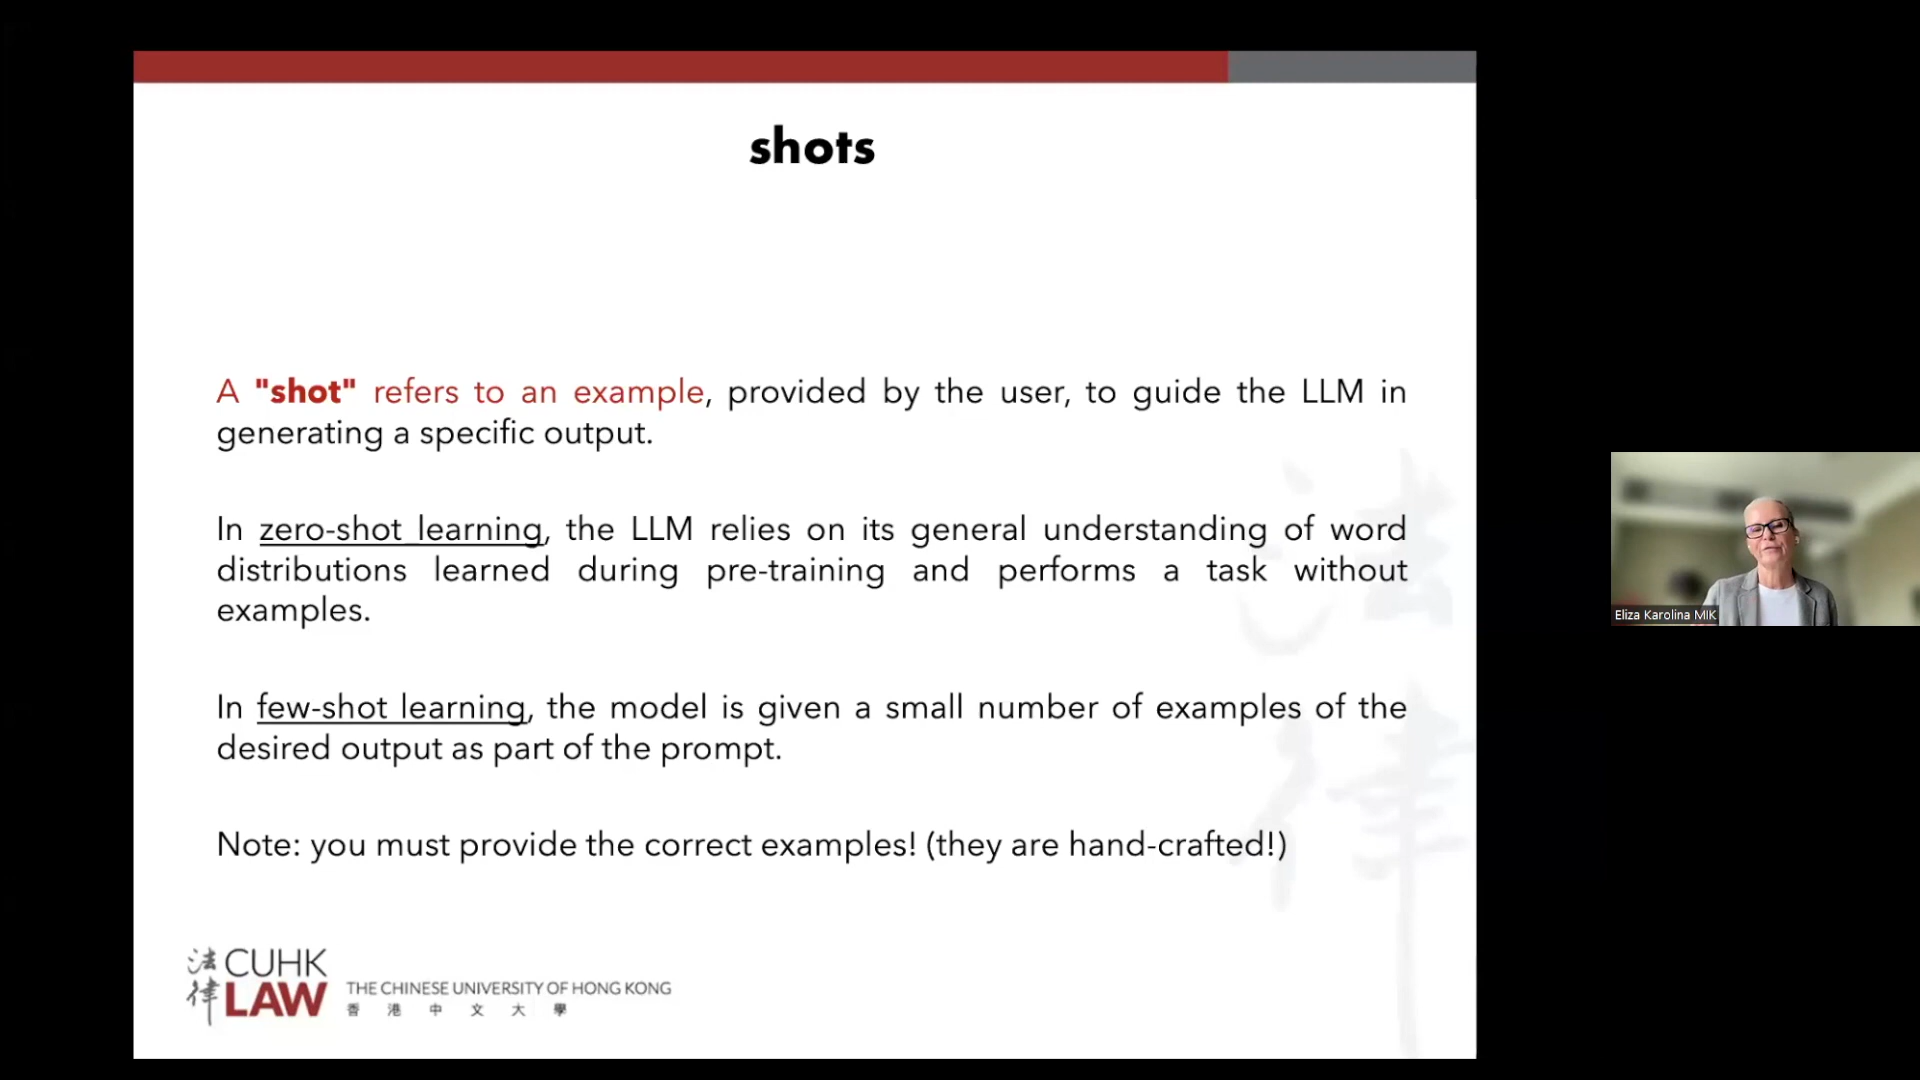 shots
A "shot" refers to an example, provided by the user, to guide the LLM in
generating a specific output.
In zero-shot learning, the LLM relies on its general understanding of word
distributions learned during pre-training and performs a task without
examples.
In few-shot learning, the model is given a small number of examples of the
desired output as part of the prompt.
Note: you must provide the correct examples! (they are hand-crafted!)
法律
CUHK
LAW
THE CHINESE UNIVERSITY OF HONG KONG
香港中文大學
法律
Eliza Karolina MIK